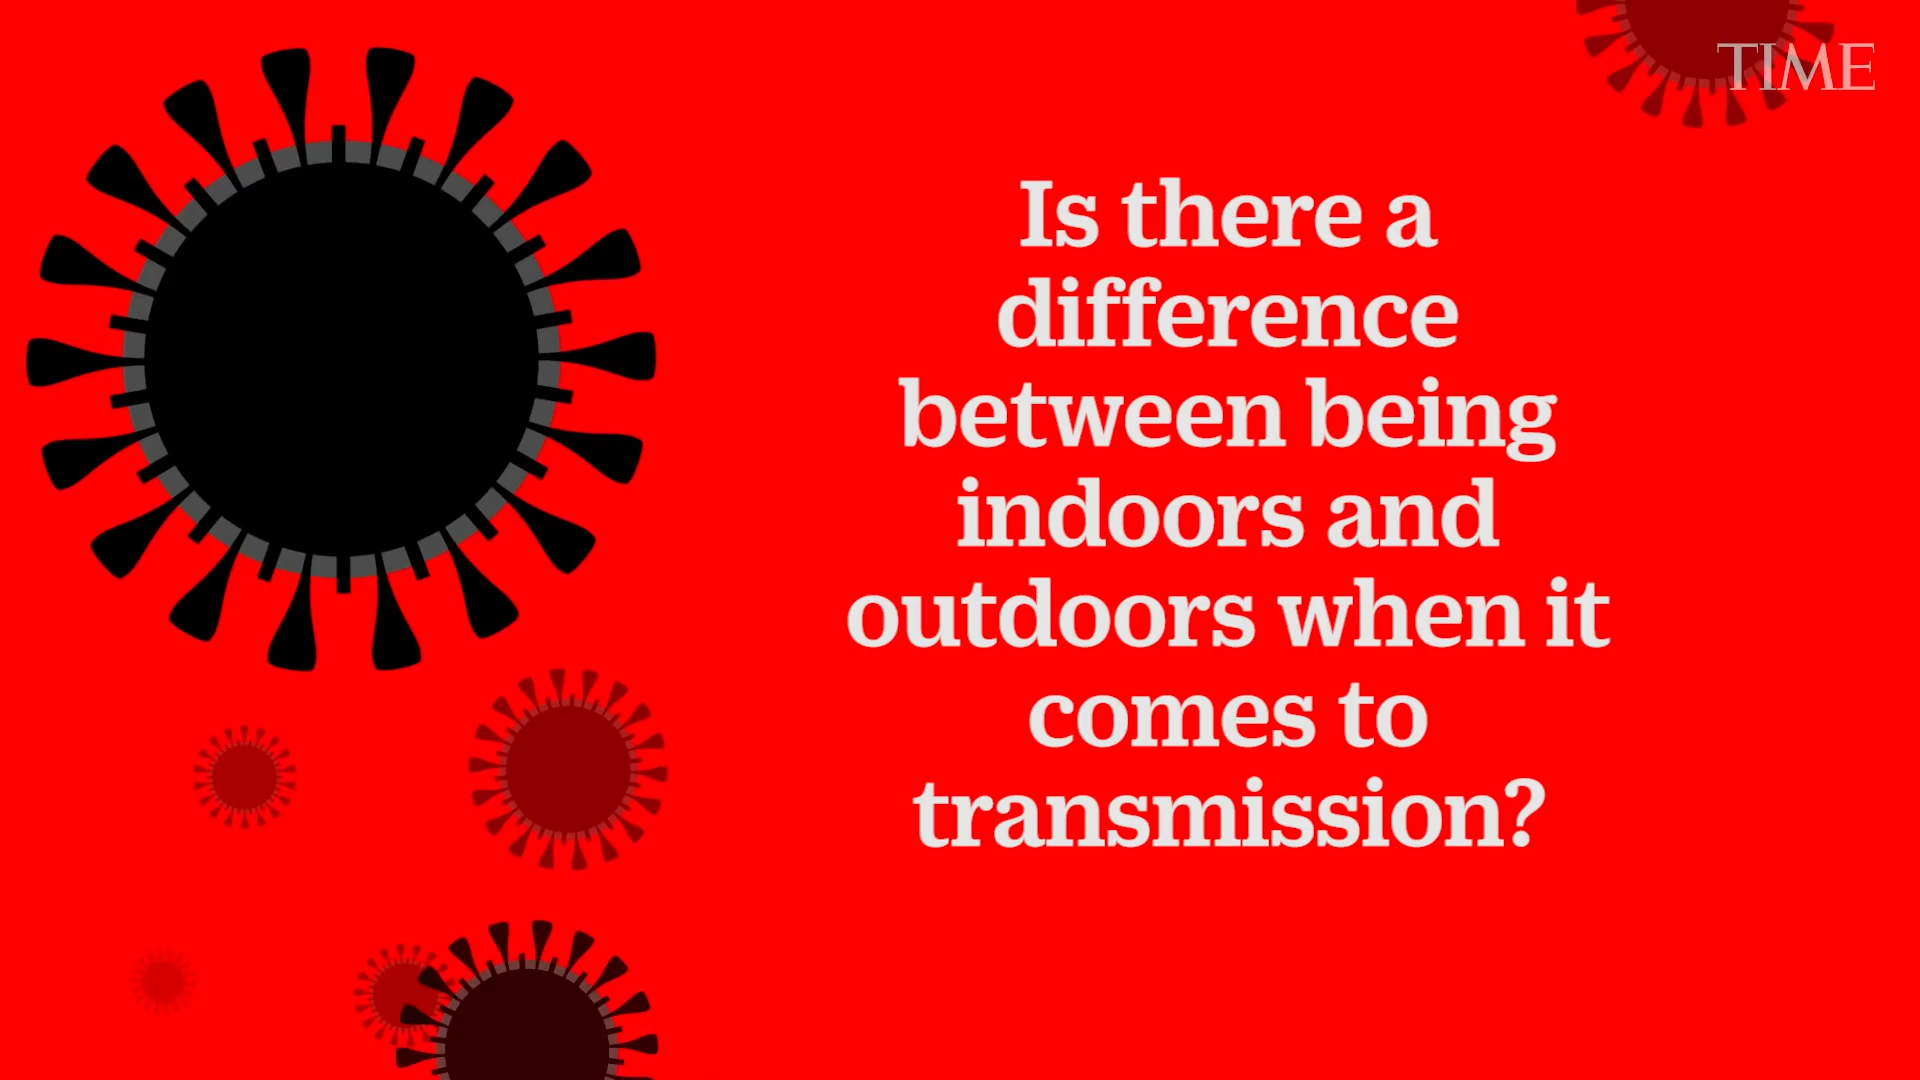 TIME
Is there a
difference
between being
indoors and
outdoors when it
comes to
transmission?